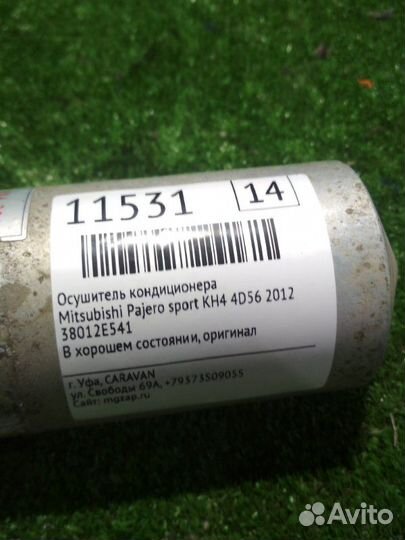 11531 14
Осушитель кондиционера
Mitsubishi Pajero sport KH4 4D56 2012
38012E541
В хорошем состоянии, оригинал
г. Уфа, CARAVAN
ул. Свободы 69А, +79373509055
Сайт: mgzap.ru
Avito